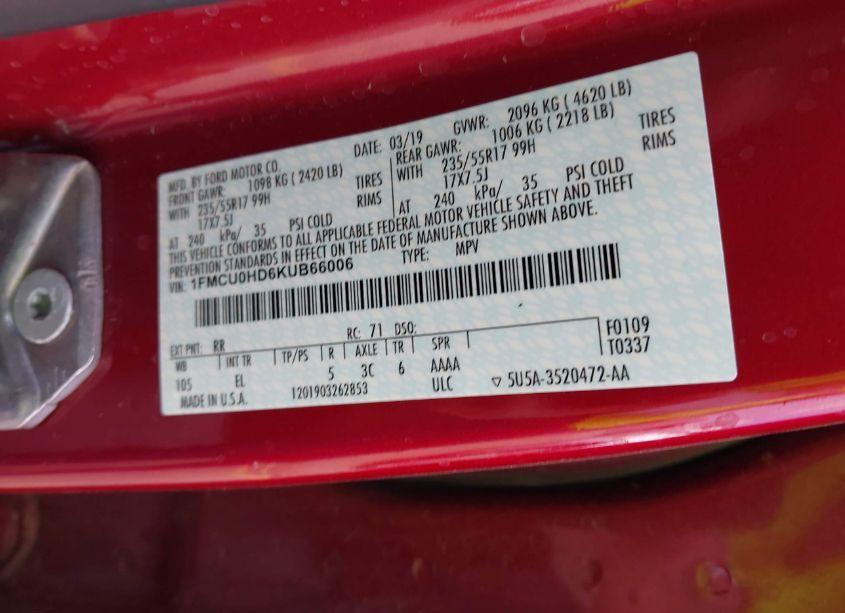 MFD. BY FORD MOTOR CO.
DATE: 03/19 GVWR: 2096 KG ( 4620 LB)
FRONT GAWR: 1098 KG ( 2420 LB)
REAR GAWR: 1006 KG ( 2218 LB)
WITH 235/55R17 99H TIRES
WITH 235/55R17 99H TIRES
17X7.5J RIMS
17X7.5J RIMS
AT 240 kPa/ 35 PSI COLD
AT 240 kPa/ 35 PSI COLD
THIS VEHICLE CONFORMS TO ALL APPLICABLE FEDERAL MOTOR VEHICLE SAFETY AND THEFT
PREVENTION STANDARDS IN EFFECT ON THE DATE OF MANUFACTURE SHOWN ABOVE.
VIN: 1FMCU0HD6KUB66006 TYPE: MPV
EXT PNT: RR RC: 71 DSO: F0109
WB INT TR TP/PS R AXLE TR SPR T0337
105 EL 5 3C 6 AAAA
MADE IN U.S.A. 1201903262853 ULC ▽ 5U5A-3520472-AA